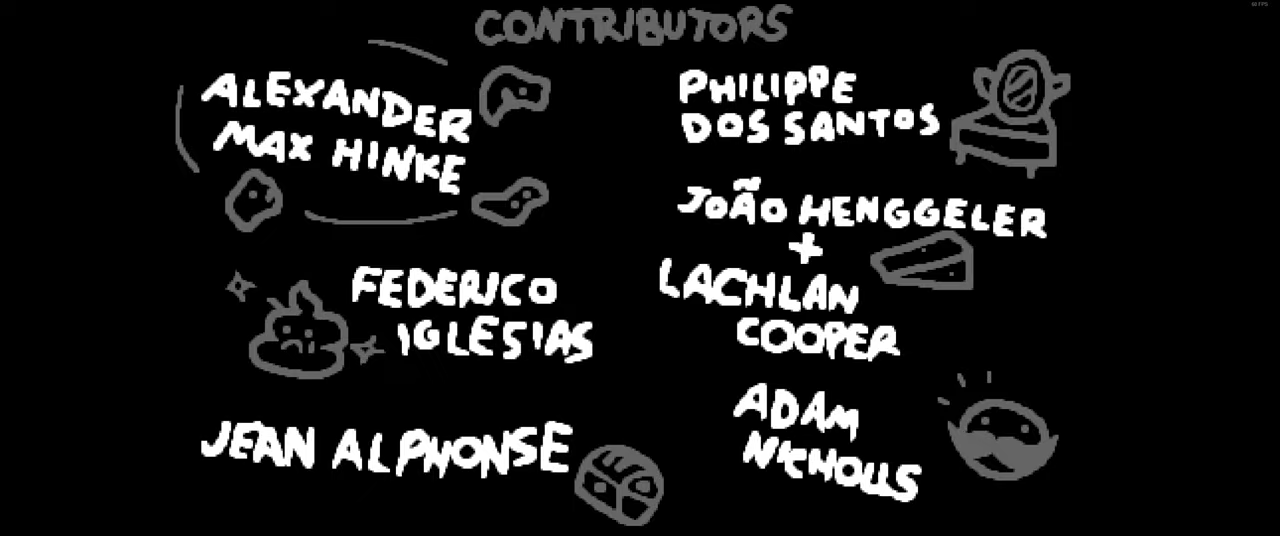 CONTRIBUTORS
ALEXANDER
MAX HINKE
FEDERICO
IGLESIAS
JEAN ALPHONSE
PHILIPPE
DOS SANTOS
JOÃO HENGGELER
+
LACHLAN
COOPER
ADAM
NICHOLLS